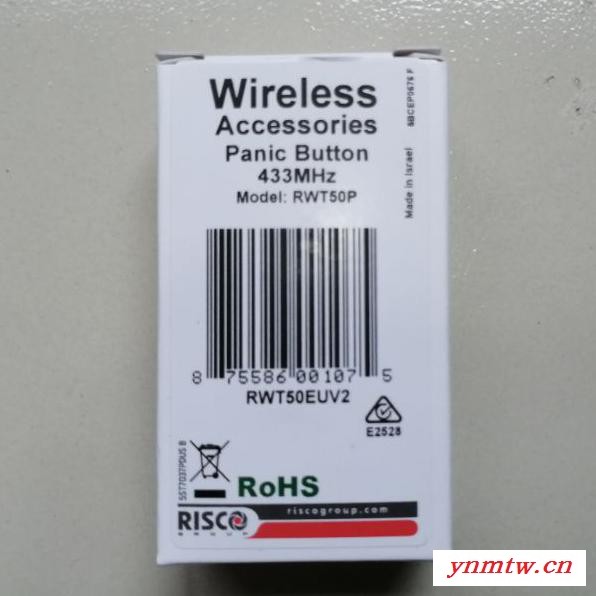 Wireless
Accessories
Panic Button
433MHz
Model: RWT50P
Made in Israel
8 75586 00107 5
RWT50EUV2
E2528
RoHS
RISCO
GROUP
riscogroup.com
ynmtw.cn